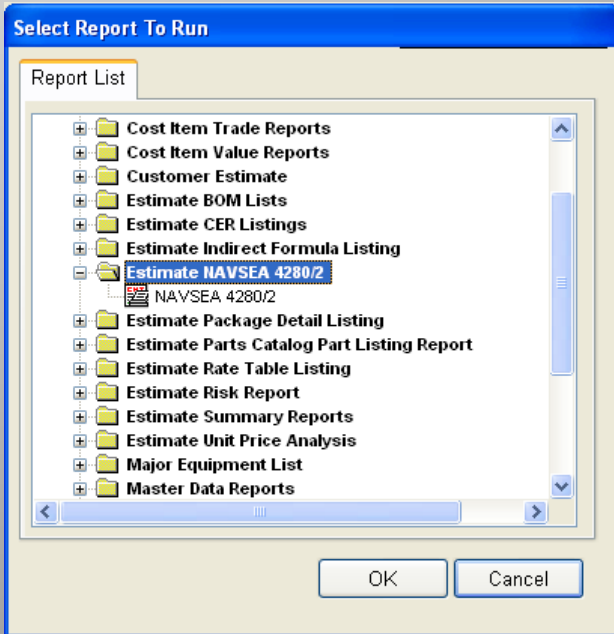 Select Report To Run
Report List
Cost Item Trade Reports
Cost Item Value Reports
Customer Estimate
Estimate BOM Lists
Estimate CER Listings
Estimate Indirect Formula Listing
Estimate NAVSEA 4280/2
NAVSEA 4280/2
Estimate Package Detail Listing
Estimate Parts Catalog Part Listing Report
Estimate Rate Table Listing
Estimate Risk Report
Estimate Summary Reports
Estimate Unit Price Analysis
Major Equipment List
Master Data Reports
OK Cancel